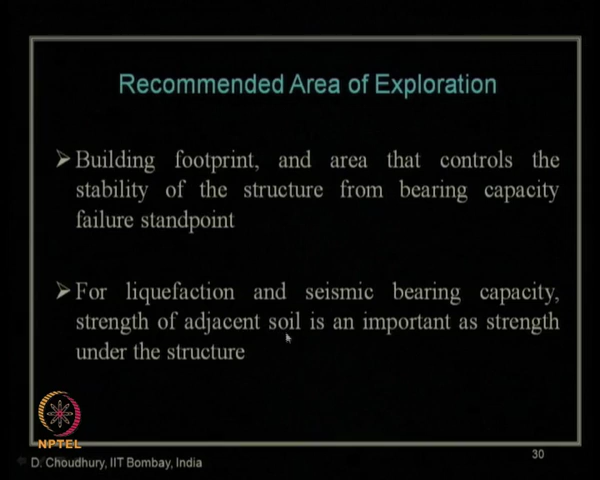 Recommended Area of Exploration
➢ Building footprint, and area that controls the
stability of the structure from bearing capacity
failure standpoint
➢ For liquefaction and seismic bearing capacity,
strength of adjacent soil is an important as strength
under the structure
NPTEL
D. Choudhury, IIT Bombay, India
30